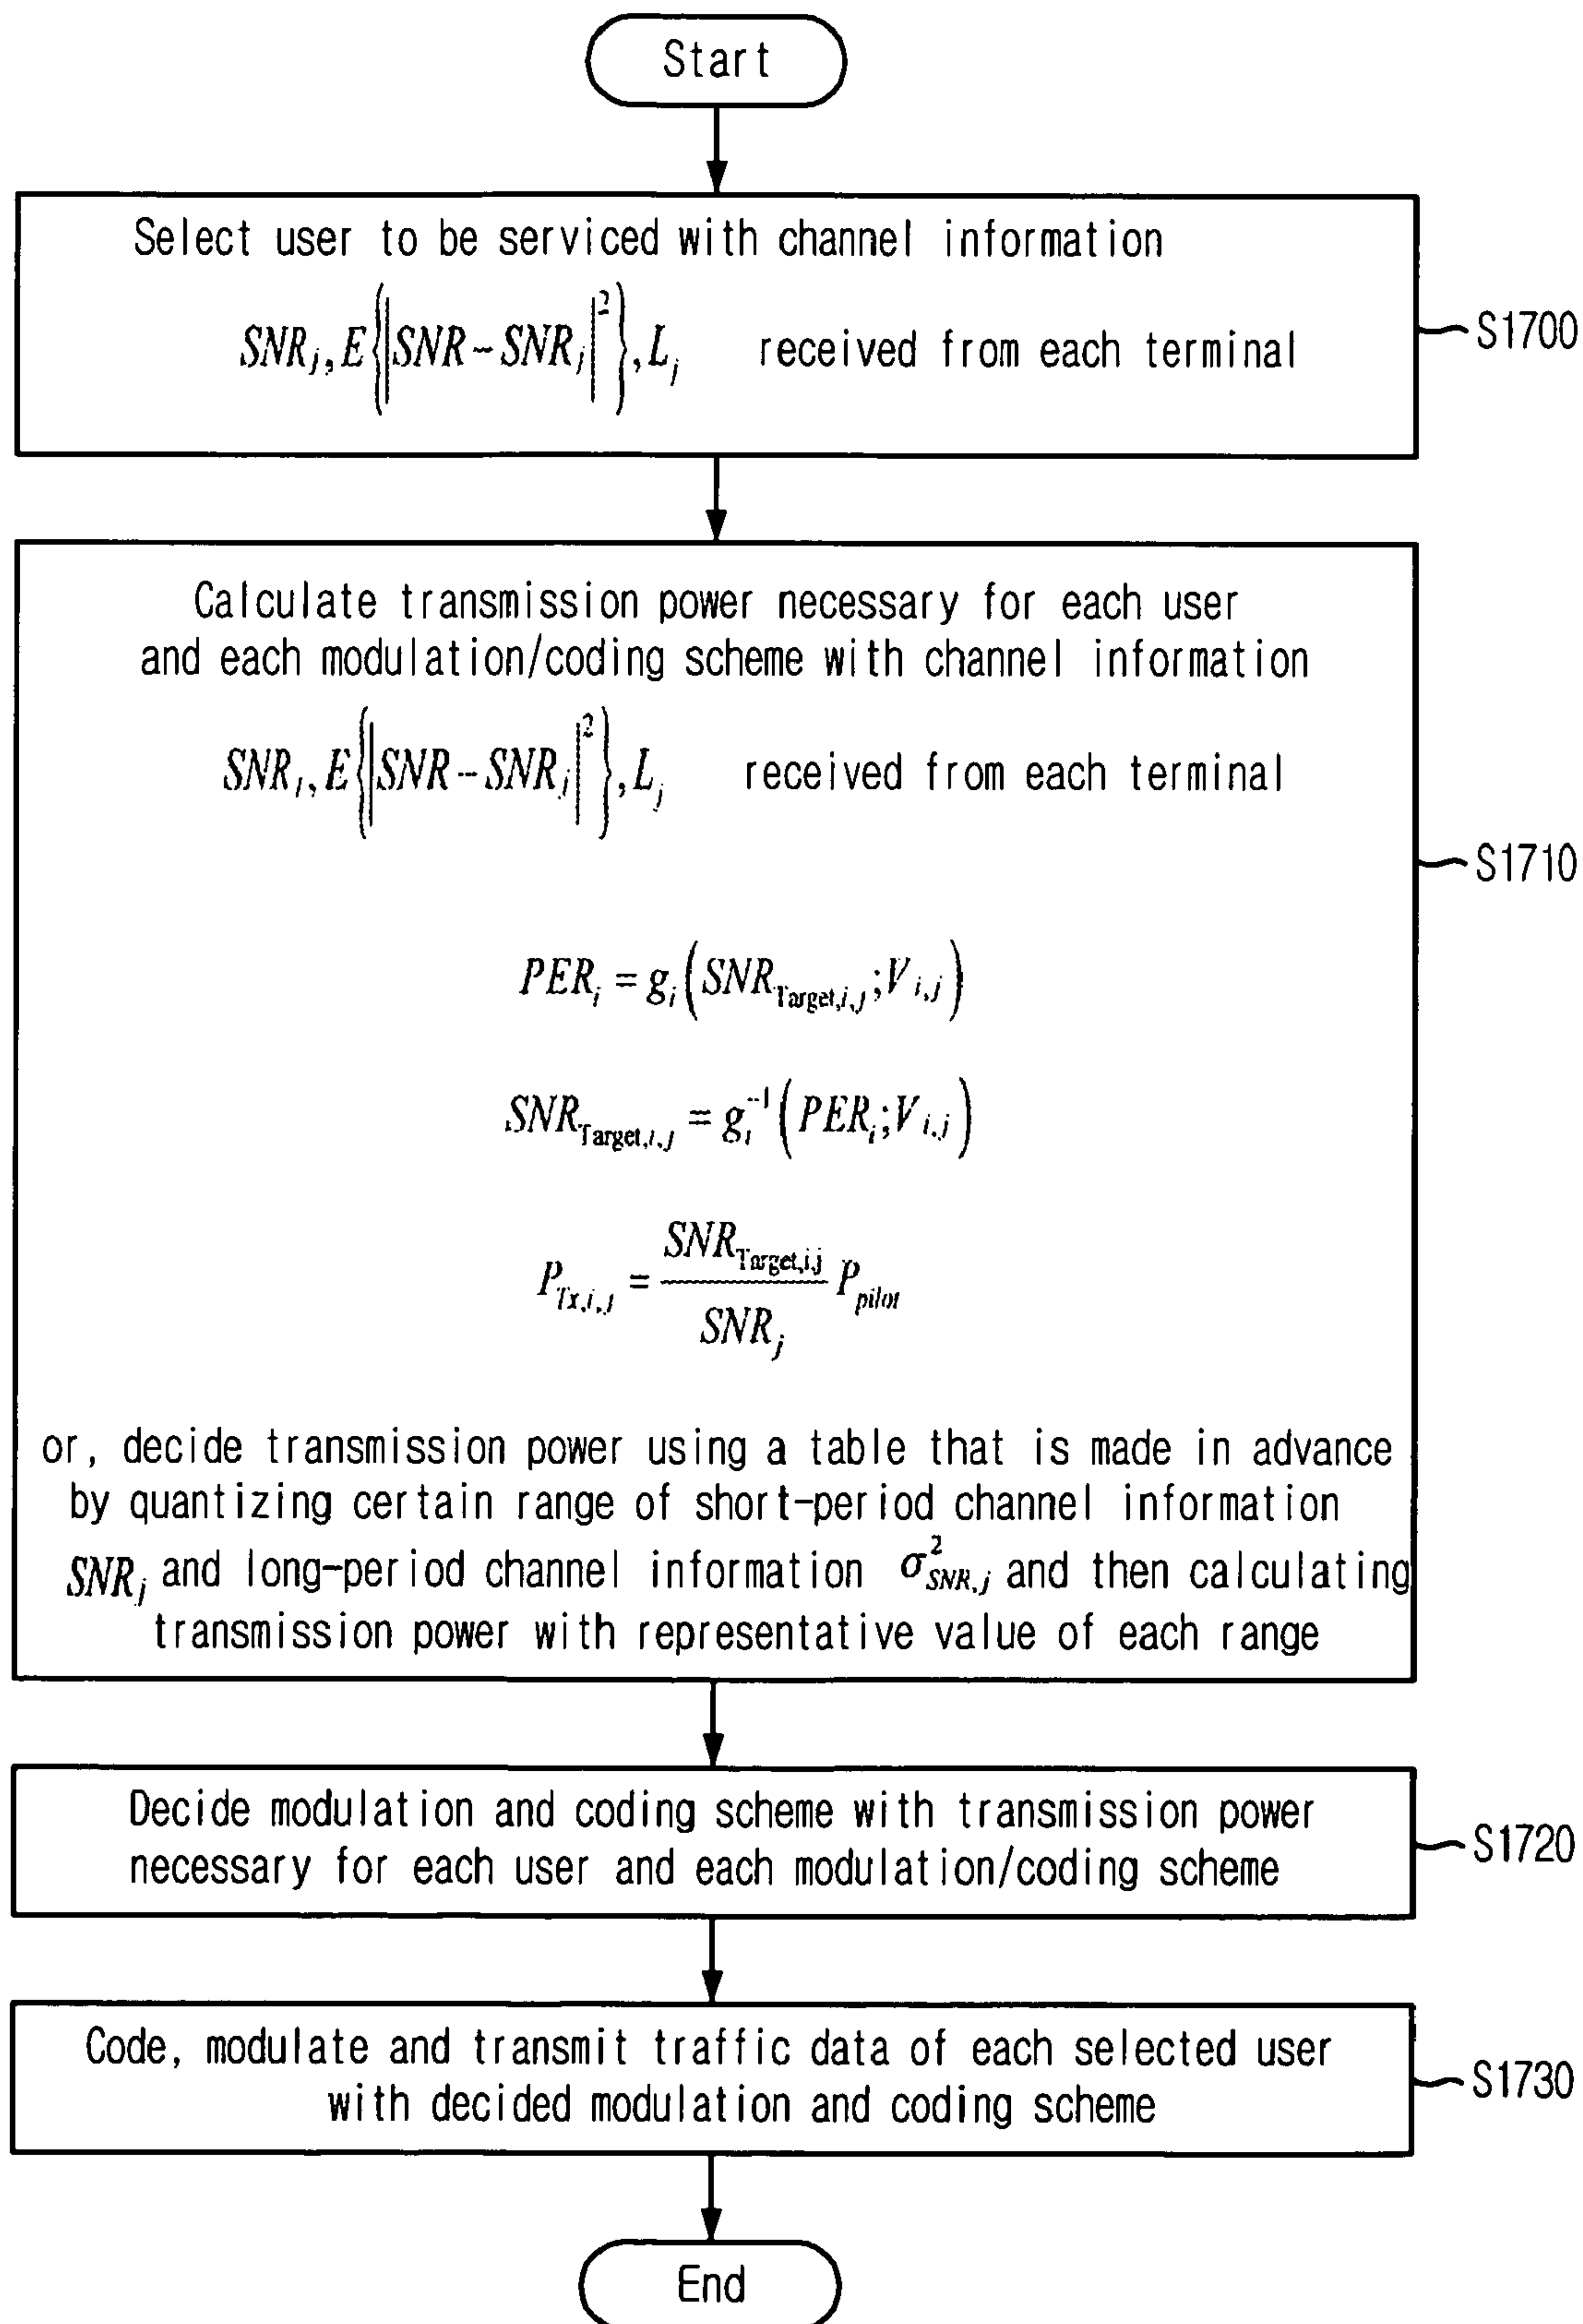 Start
Select user to be serviced with channel information
SNR_j, E{|SNR-SNR_j|^2}, L_j received from each terminal
S1700
Calculate transmission power necessary for each user
and each modulation/coding scheme with channel information
SNR_j, E{|SNR-SNR_j|^2}, L_j received from each terminal
S1710
PER_i = g_i(SNR_Target,i,j; V_i,j)
SNR_Target,i,j = g_i^-1(PER_i; V_i,j)
P_Tx,i,j = SNR_Target,i,j / SNR_j P_pilot
or, decide transmission power using a table that is made in advance
by quantizing certain range of short-period channel information
SNR_j and long-period channel information σ^2_SNR,j and then calculating
transmission power with representative value of each range
Decide modulation and coding scheme with transmission power
necessary for each user and each modulation/coding scheme
S1720
Code, modulate and transmit traffic data of each selected user
with decided modulation and coding scheme
S1730
End